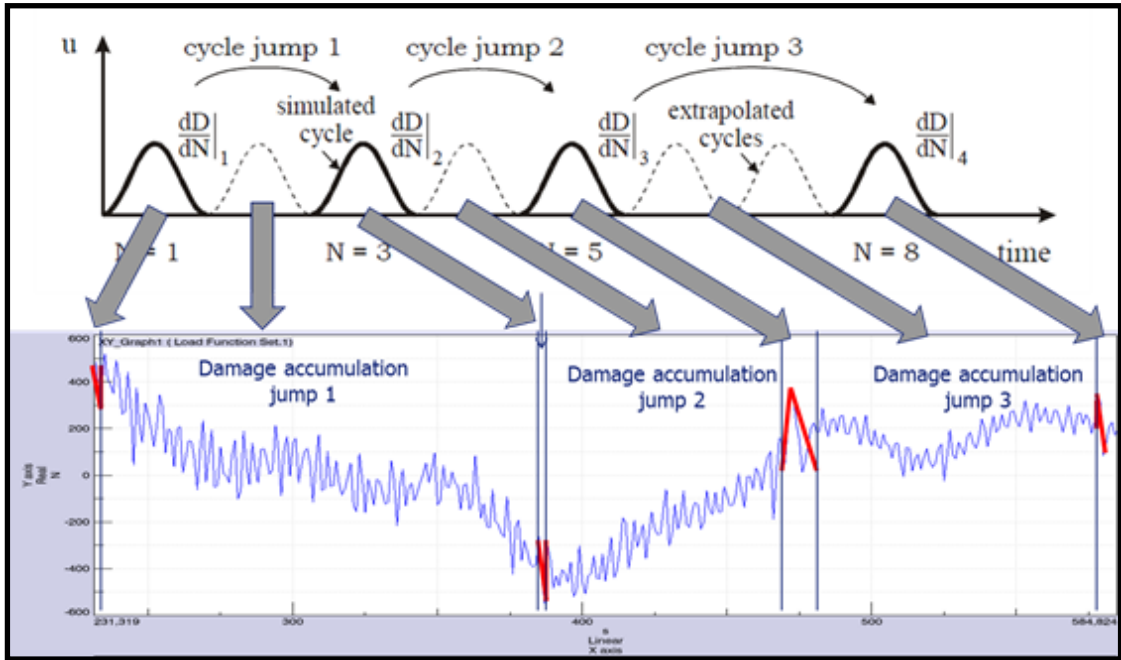 u
cycle jump 1
cycle jump 2
cycle jump 3
simulated
cycle
extrapolated
cycles
dD
dN
1
dD
dN
2
dD
dN
3
dD
dN
4
N = 1
N = 3
= 5
N = 8
time
XY_Graph1 ( Load Function Set.1)
Damage accumulation
jump 1
Damage accumulation
jump 2
Damage accumulation
jump 3
600
400
200
0
-200
-400
-600
Y axis
Real
N
231,319
300
400
500
584,824
s
Linear
X axis